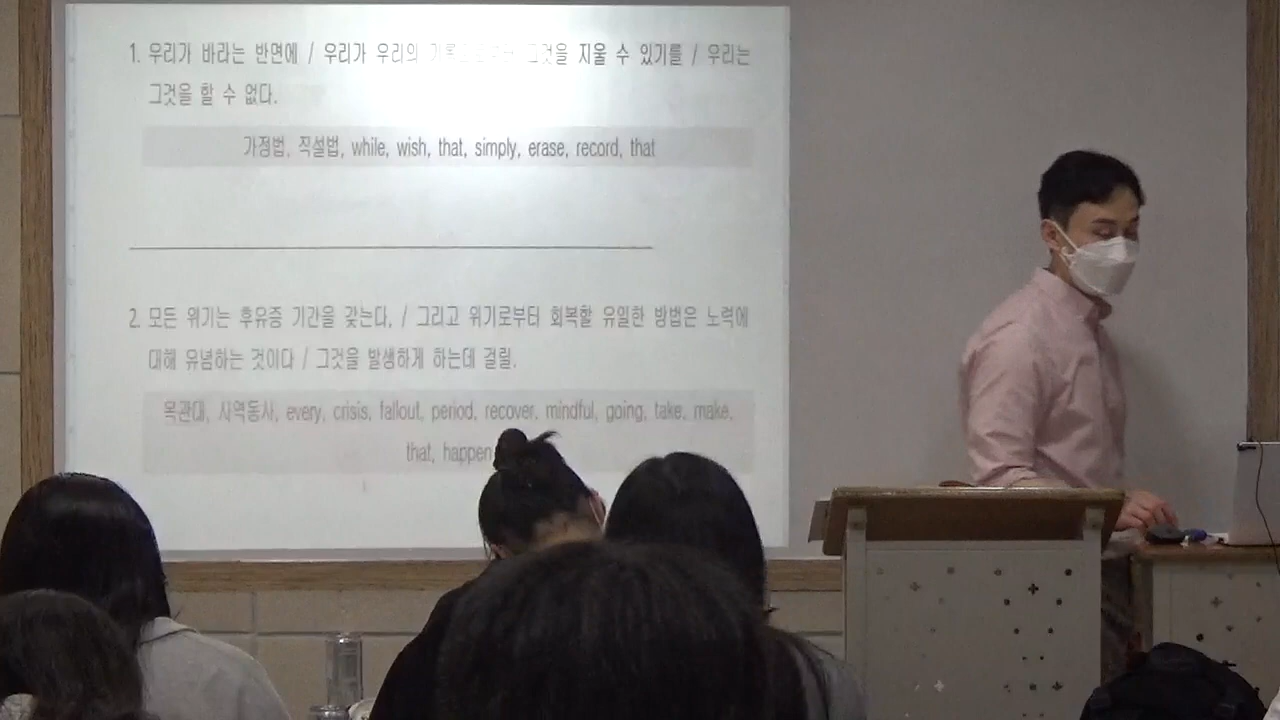 1. 우리가 바라는 반면에 / 우리가 우리의 기록으로부터 그것을 지울 수 있기를 / 우리는
그것을 할 수 없다.
가정법, 직설법, while, wish, that, simply, erase, record, that
2. 모든 위기는 후유증 기간을 갖는다, / 그리고 위기로부터 회복할 유일한 방법은 노력에
대해 유념하는 것이다 / 그것을 발생하게 하는데 걸릴.
목관대, 사역동사, every, crisis, fallout, period, recover, mindful, going, take, make,
that, happen